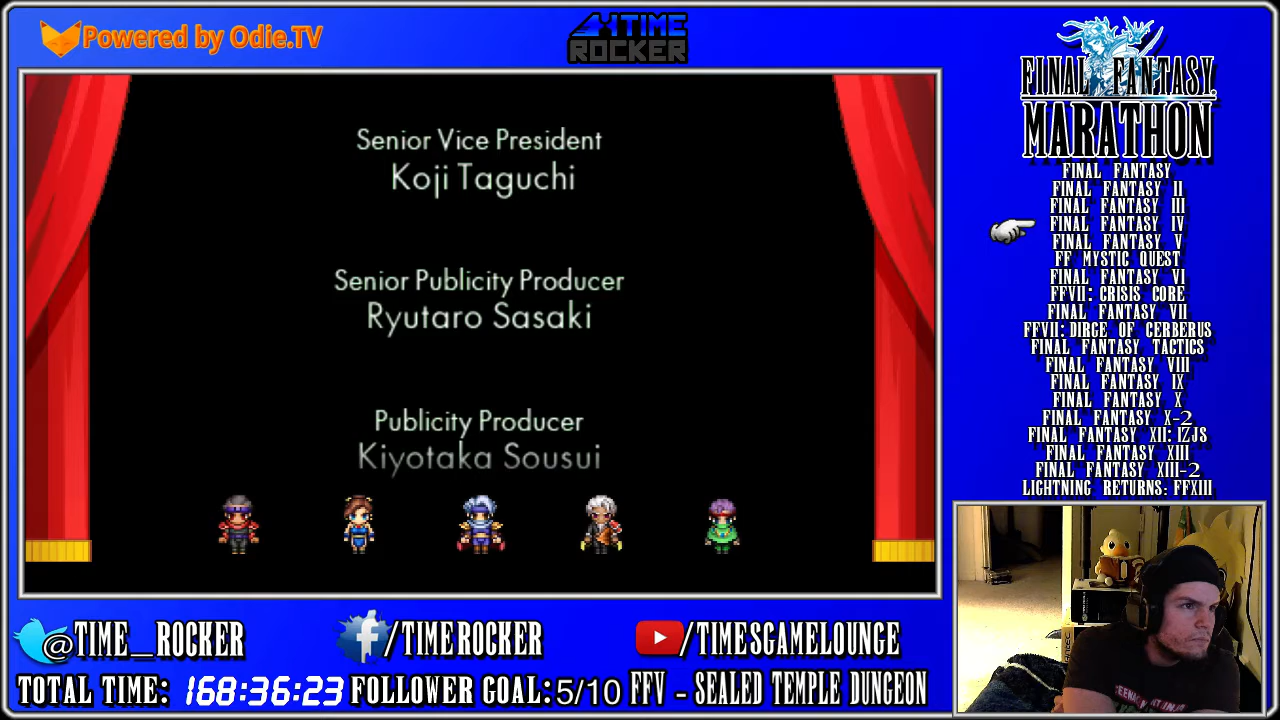 Powered by Odie.TV
TIME
ROCKER
Senior Vice President
Koji Taguchi
Senior Publicity Producer
Ryutaro Sasaki
Publicity Producer
Kiyotaka Sousui
FINAL FANTASY
MARATHON
FINAL FANTASY
FINAL FANTASY II
FINAL FANTASY III
FINAL FANTASY IV
FINAL FANTASY V
FF MYSTIC QUEST
FINAL FANTASY VI
FFVII: CRISIS CORE
FINAL FANTASY VII
FFVII: DIRGE OF CERBERUS
FINAL FANTASY TACTICS
FINAL FANTASY VIII
FINAL FANTASY IX
FINAL FANTASY X
FINAL FANTASY X-2
FINAL FANTASY XII: IZJS
FINAL FANTASY XIII
FINAL FANTASY XIII-2
LIGHTNING RETURNS: FFXIII
@TIME_ROCKER
/TIMEROCKER
/TIMESGAMELOUNGE
TOTAL TIME: 168:36:23 FOLLOWER GOAL: 5/10 FFV - SEALED TEMPLE DUNGEON